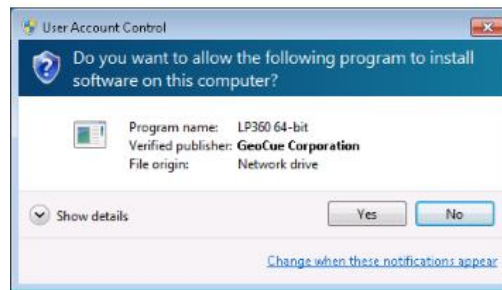 User Account Control
Do you want to allow the following program to install
software on this computer?
Program name: LP360 64-bit
Verified publisher: GeoCue Corporation
File origin: Network drive
Show details
Yes
No
Change when these notifications appear